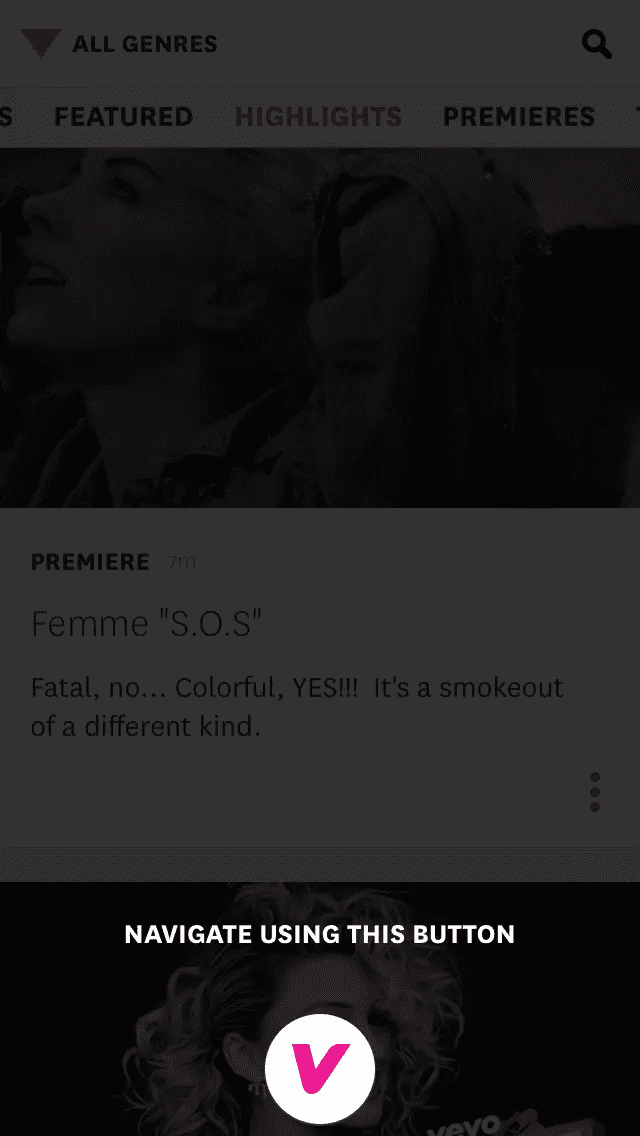 ALL GENRES
S FEATURED HIGHLIGHTS PREMIERES
PREMIERE 7m
Femme "S.O.S"
Fatal, no... Colorful, YES!!! It's a smokeout
of a different kind.
NAVIGATE USING THIS BUTTON
V
vevo